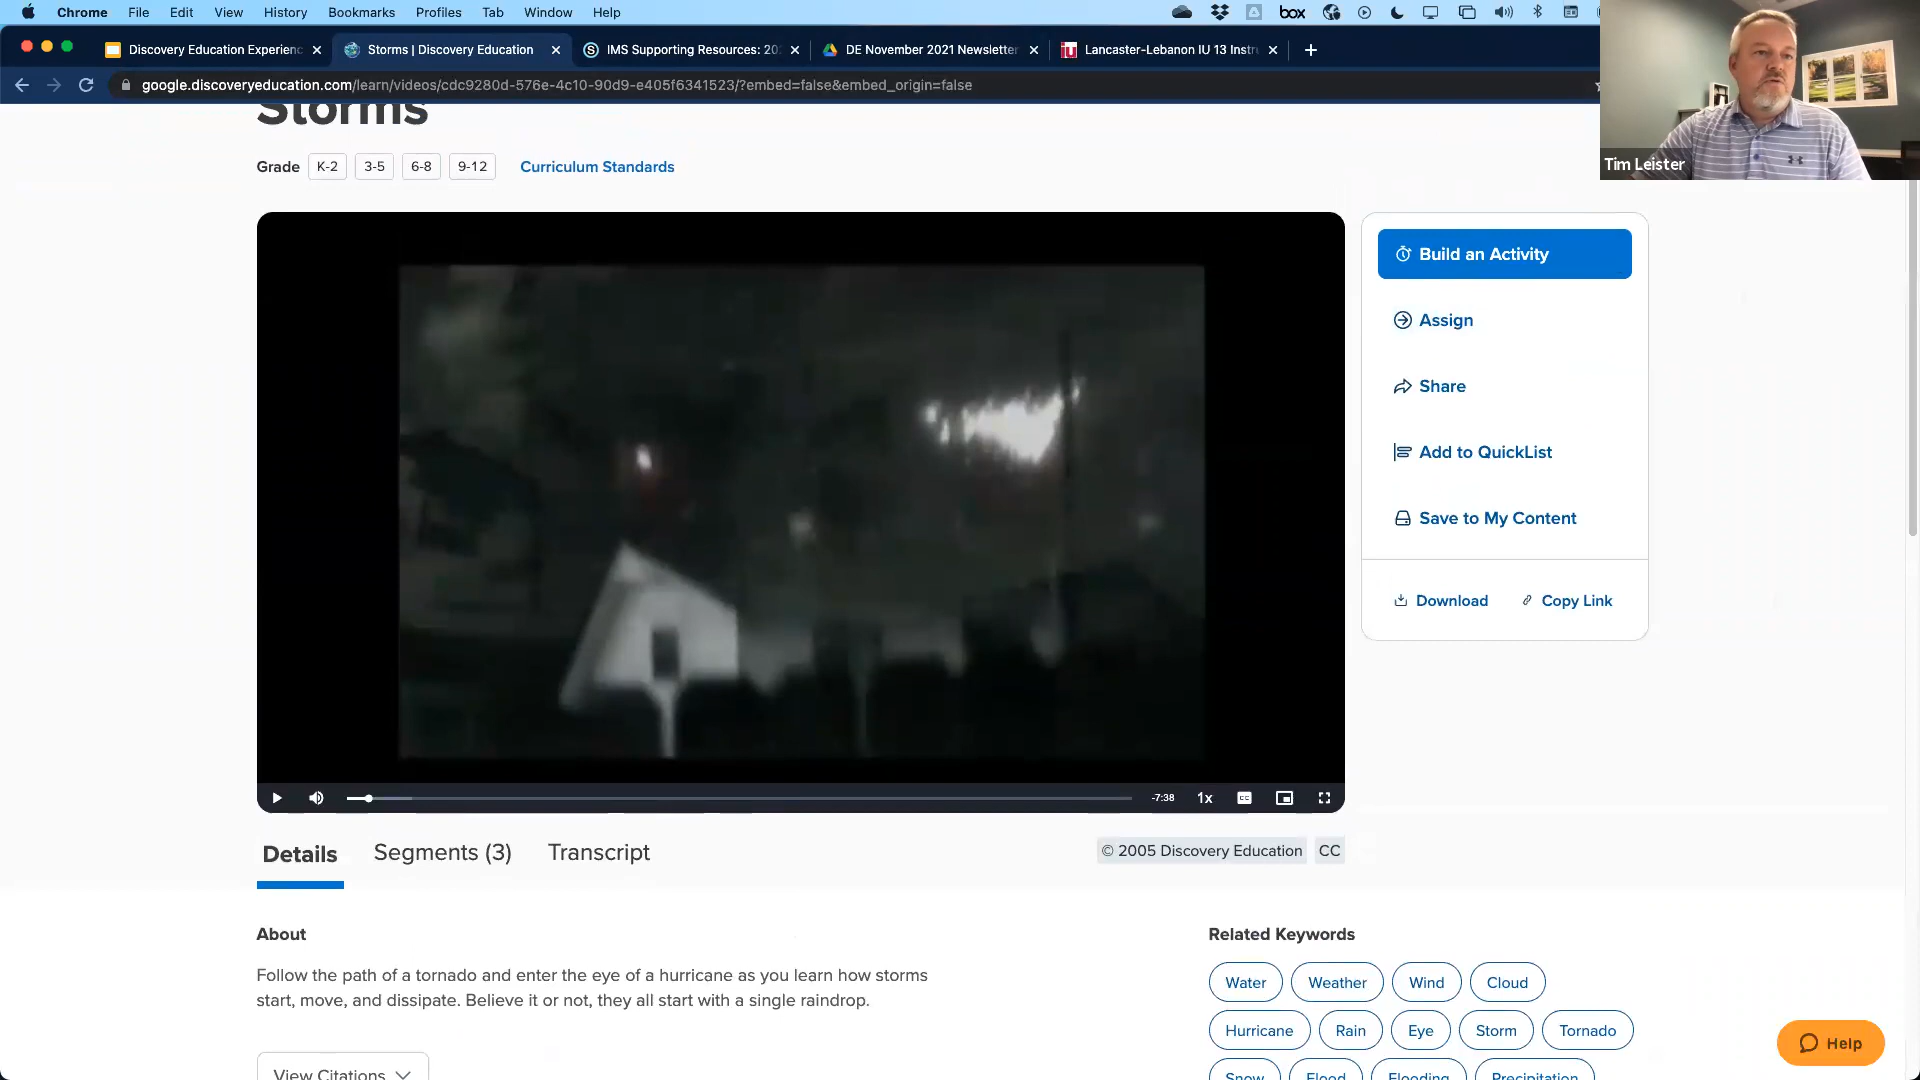 Chrome File Edit View History Bookmarks Profiles Tab Window Help box
Discovery Education Experienc Storms | Discovery Education IMS Supporting Resources: 20 DE November 2021 Newsletter Lancaster-Lebanon IU 13 Instr
google.discoveryeducation.com/learn/videos/cdc9280d-576e-4c10-90d9-e405f6341523/?embed=false&embed_origin=false
Tim Leister
Storms
Grade K-2 3-5 6-8 9-12 Curriculum Standards
Build an Activity
Assign
Share
Add to QuickList
Save to My Content
Download Copy Link
-7:38 1x CC
Details Segments (3) Transcript © 2005 Discovery Education CC
About
Follow the path of a tornado and enter the eye of a hurricane as you learn how storms
start, move, and dissipate. Believe it or not, they all start with a single raindrop.
View Citations
Related Keywords
Water Weather Wind Cloud
Hurricane Rain Eye Storm Tornado
Snow Flood Flooding Precipitation
Help